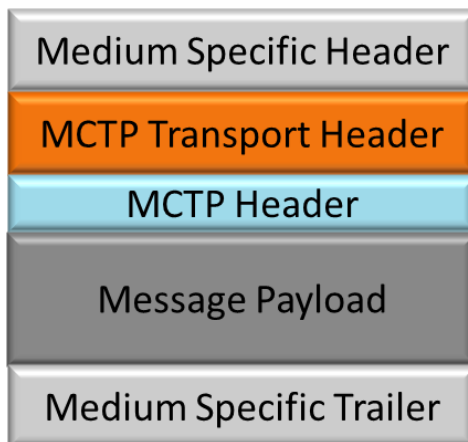 Medium Specific Header
MCTP Transport Header
MCTP Header
Message Payload
Medium Specific Trailer